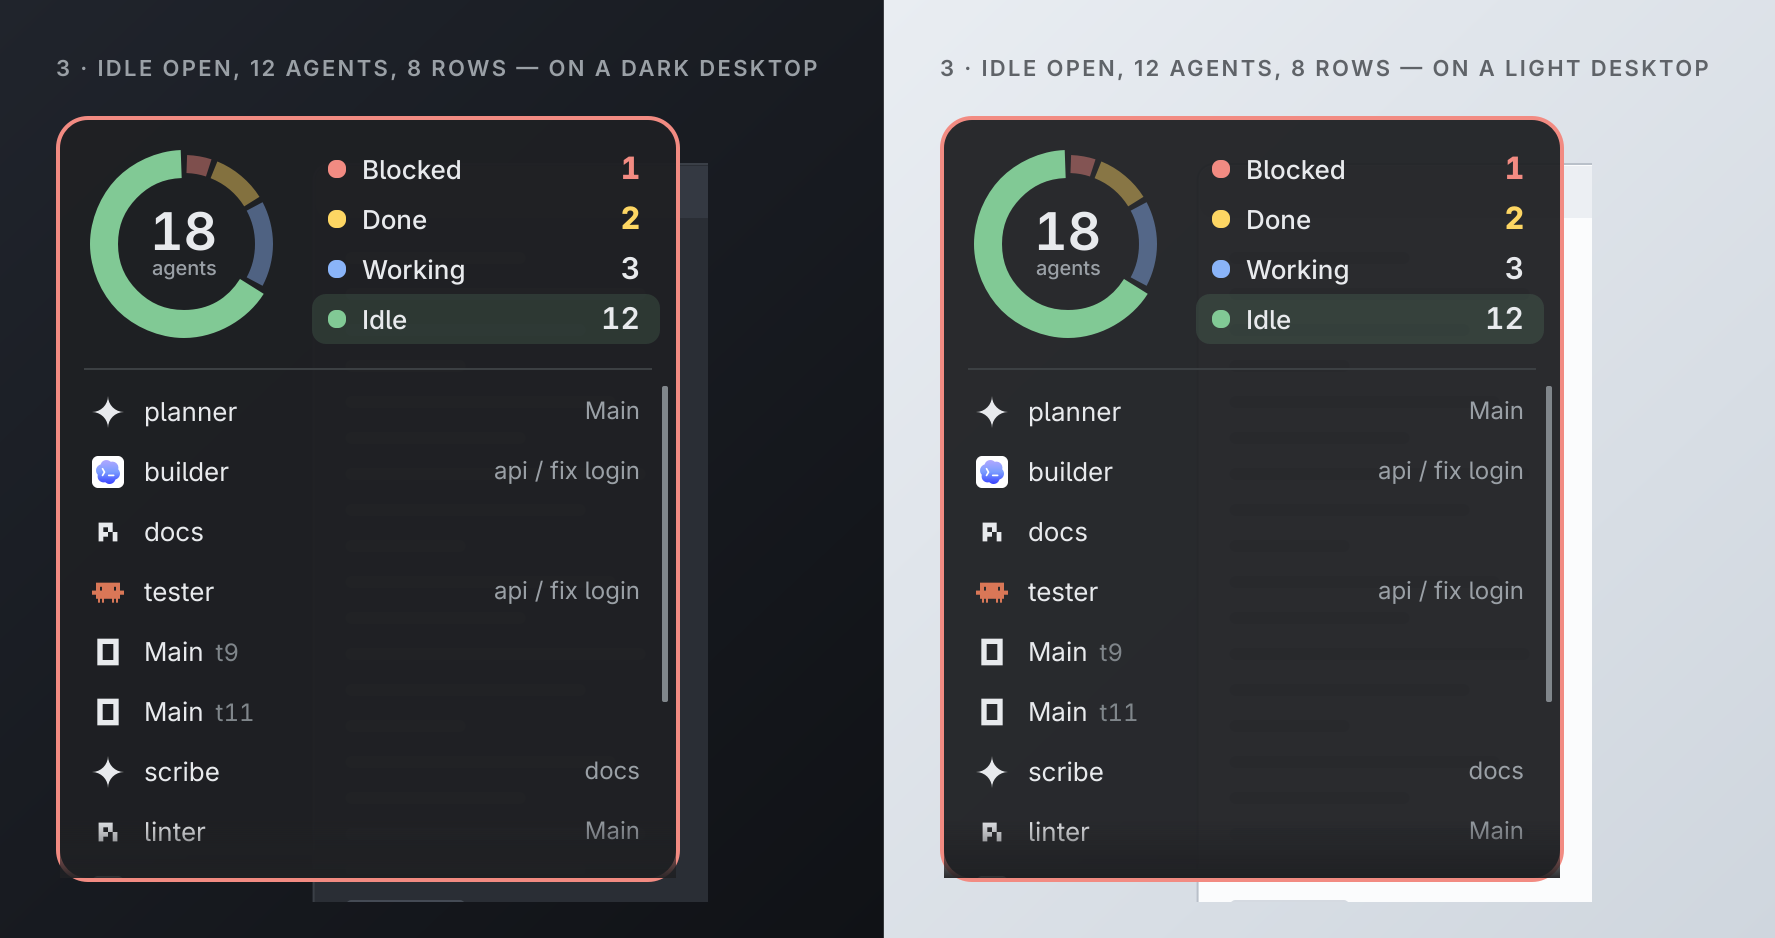 3 · IDLE OPEN, 12 AGENTS, 8 ROWS — ON A DARK DESKTOP
18
agents
Blocked 1
Done 2
Working 3
Idle 12
planner Main
builder api / fix login
docs
tester api / fix login
Main t9
Main t11
scribe docs
linter Main
3 · IDLE OPEN, 12 AGENTS, 8 ROWS — ON A LIGHT DESKTOP
18
agents
Blocked 1
Done 2
Working 3
Idle 12
planner Main
builder api / fix login
docs
tester api / fix login
Main t9
Main t11
scribe docs
linter Main